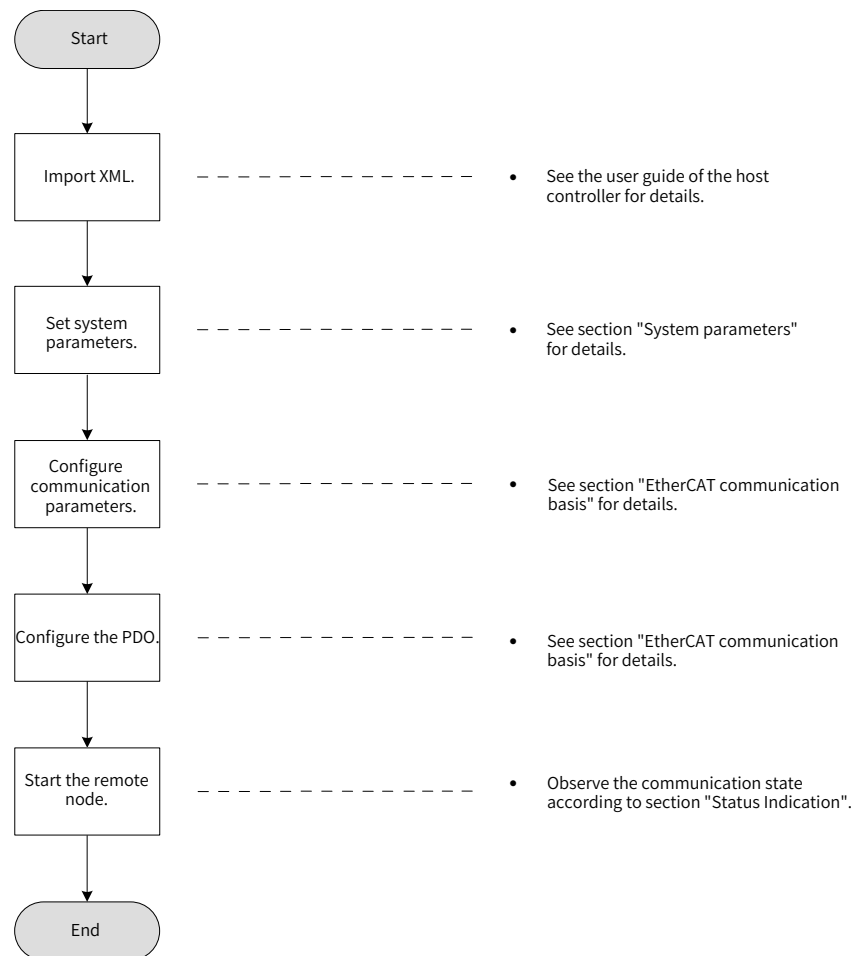 Start
Import XML.
• See the user guide of the host
controller for details.
Set system
parameters.
• See section "System parameters"
for details.
Configure
communication
parameters.
• See section "EtherCAT communication
basis" for details.
Configure the PDO.
• See section "EtherCAT communication
basis" for details.
Start the remote
node.
• Observe the communication state
according to section "Status Indication".
End